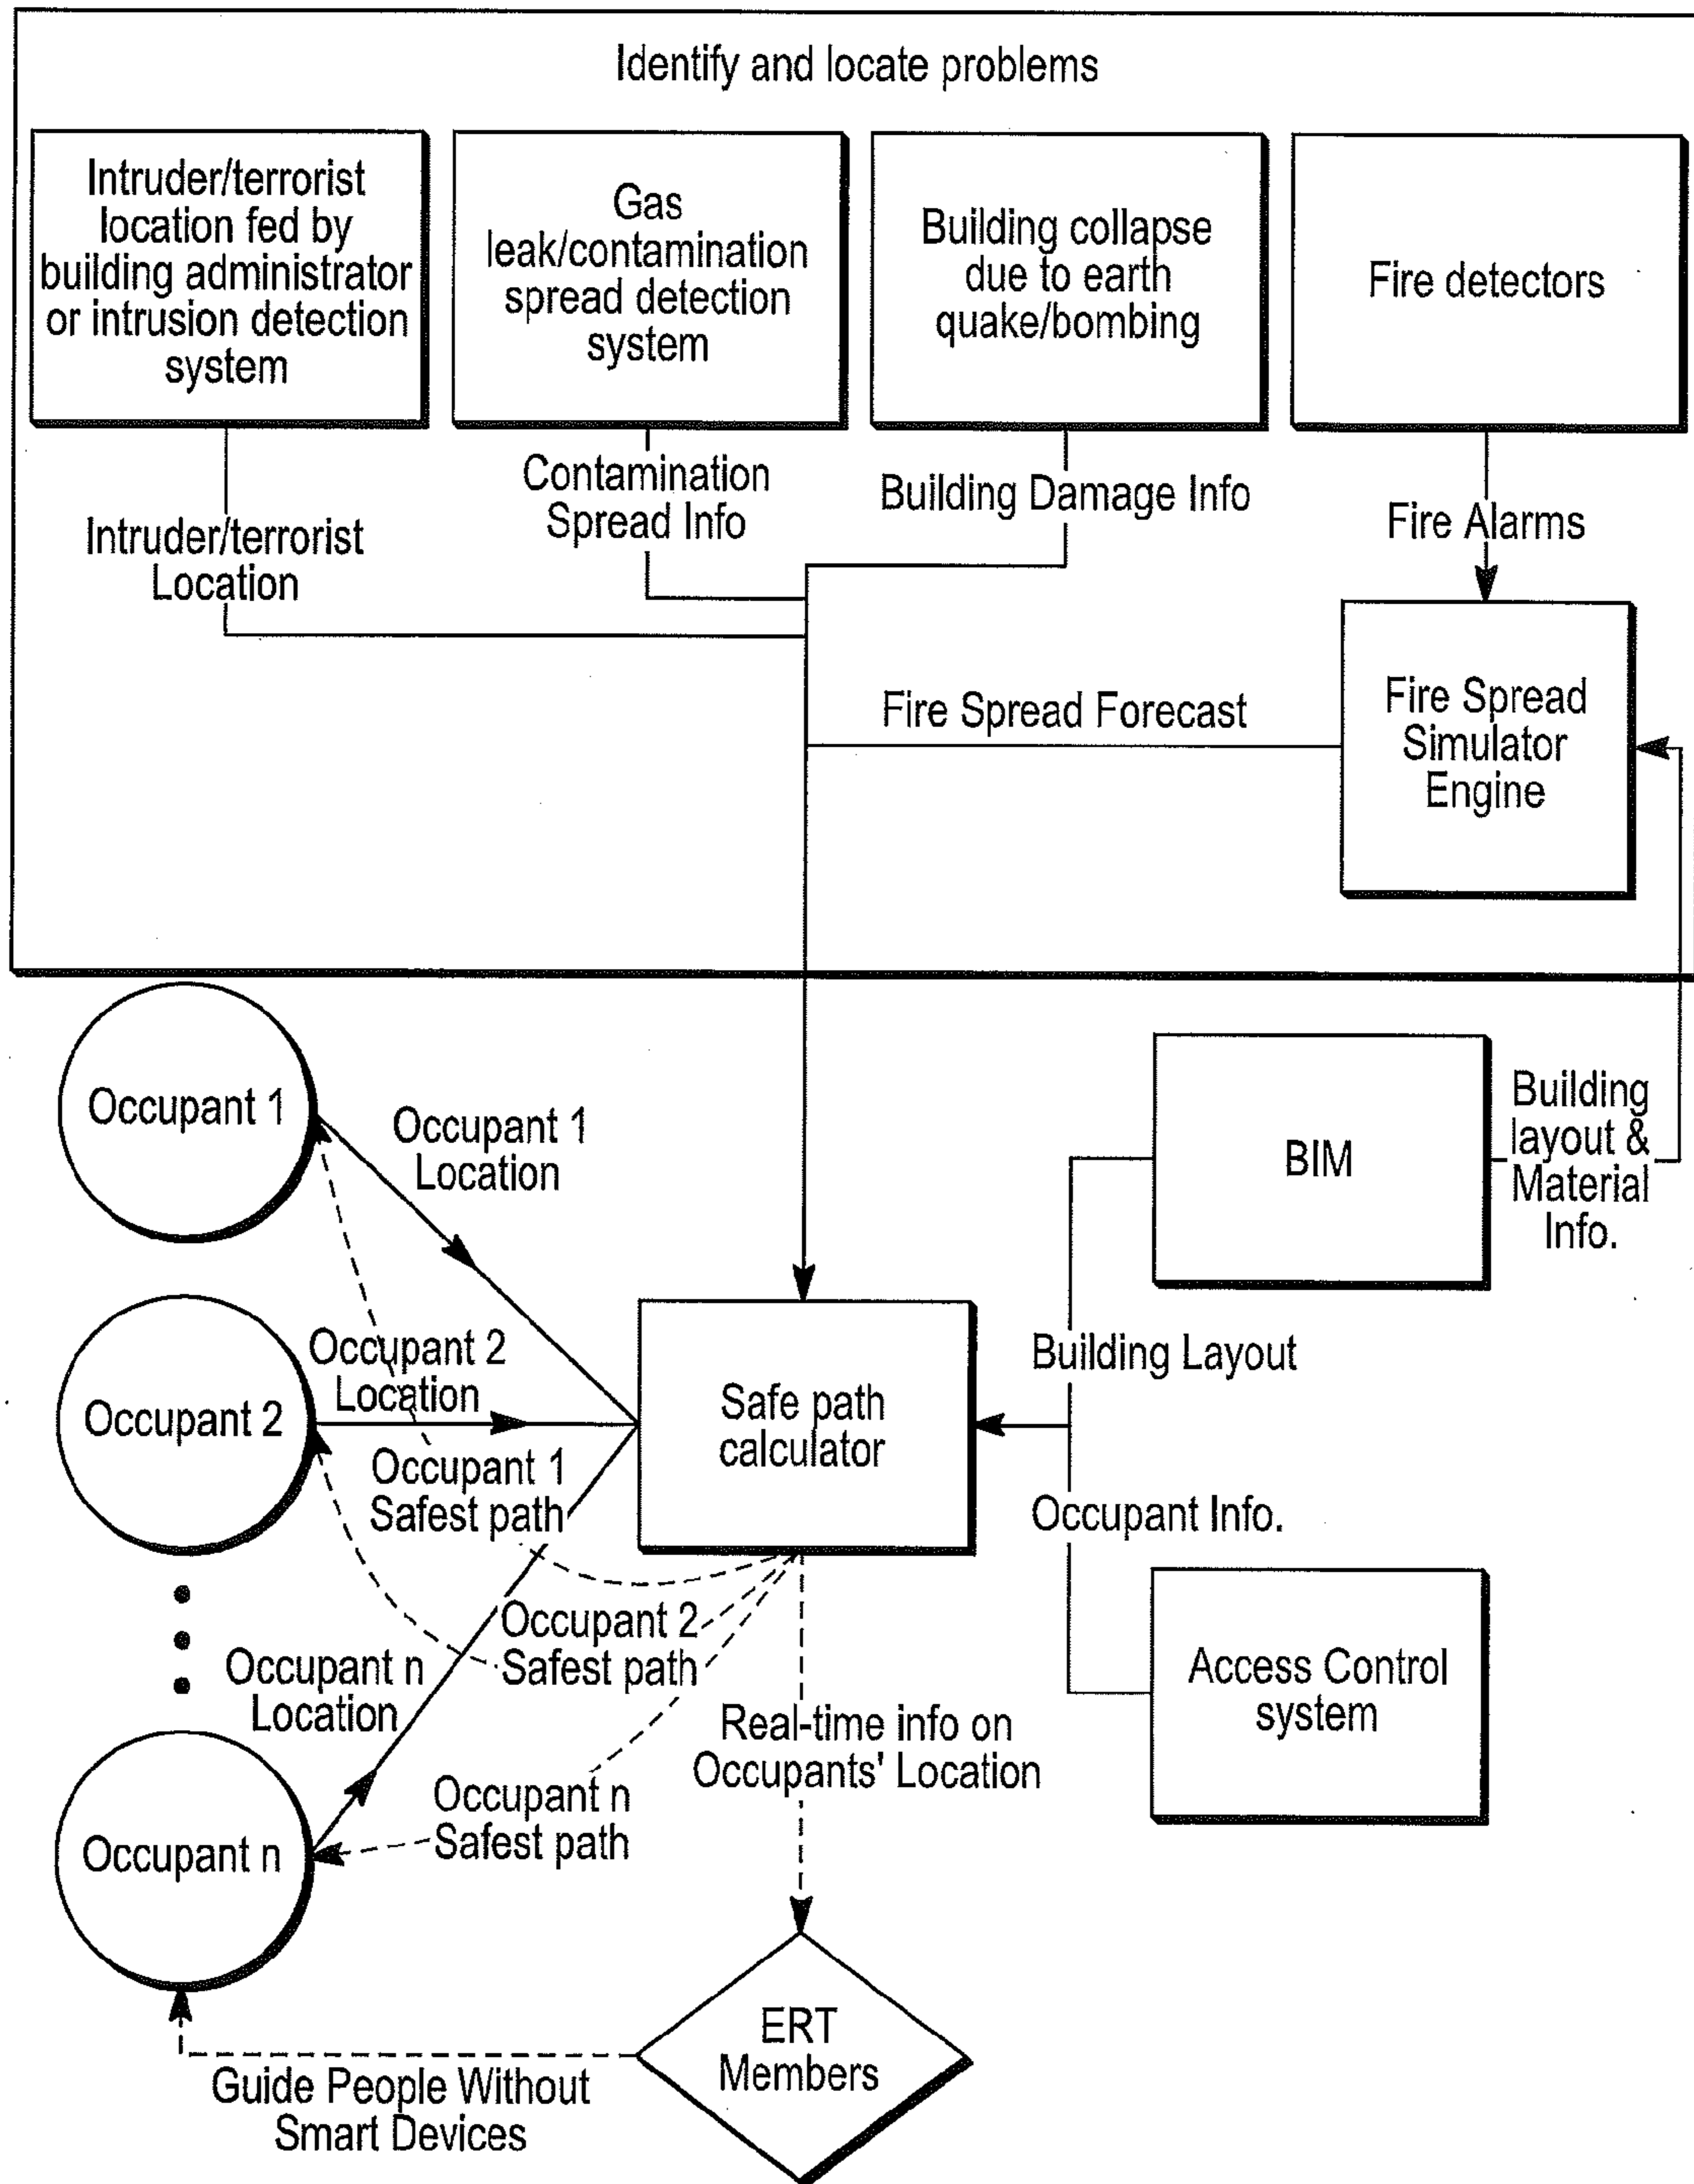 Identify and locate problems
Intruder/terrorist
location fed by
building administrator
or intrusion detection
system
Gas
leak/contamination
spread detection
system
Building collapse
due to earth
quake/bombing
Fire detectors
Intruder/terrorist
Location
Contamination
Spread Info
Building Damage Info
Fire Alarms
Fire Spread Forecast
Fire Spread
Simulator
Engine
Occupant 1
Occupant 1
Location
BIM
Building
layout &
Material
Info.
Occupant 2
Occupant 2
Location
Safe path
calculator
Building Layout
Occupant 1
Safest path
Occupant Info.
Occupant 2
Safest path
Occupant n
Location
Access Control
system
Real-time info on
Occupants' Location
Occupant n
Safest path
Occupant n
ERT
Members
Guide People Without
Smart Devices